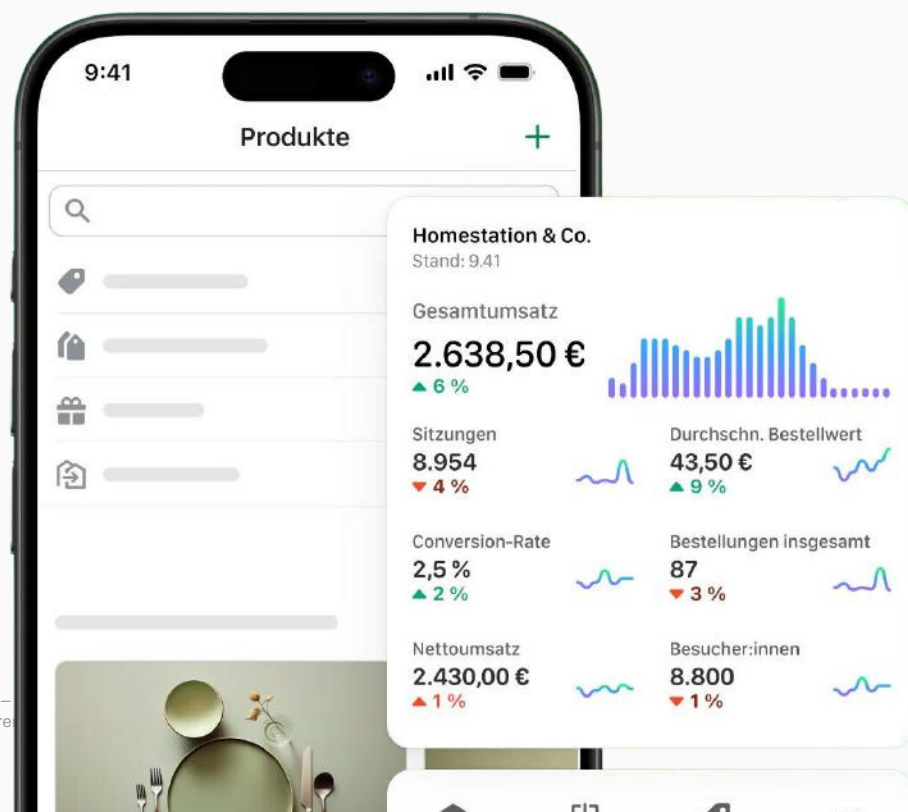 9:41
Produkte
Homestation & Co.
Stand: 9.41
Gesamtumsatz
2.638,50 €
▲ 6 %
Sitzungen
8.954
▼ 4 %
Durchschn. Bestellwert
43,50 €
▲ 9 %
Conversion-Rate
2,5 %
▲ 2 %
Bestellungen insgesamt
87
▼ 3 %
Nettoumsatz
2.430,00 €
▲ 1 %
Besucher:innen
8.800
▼ 1 %